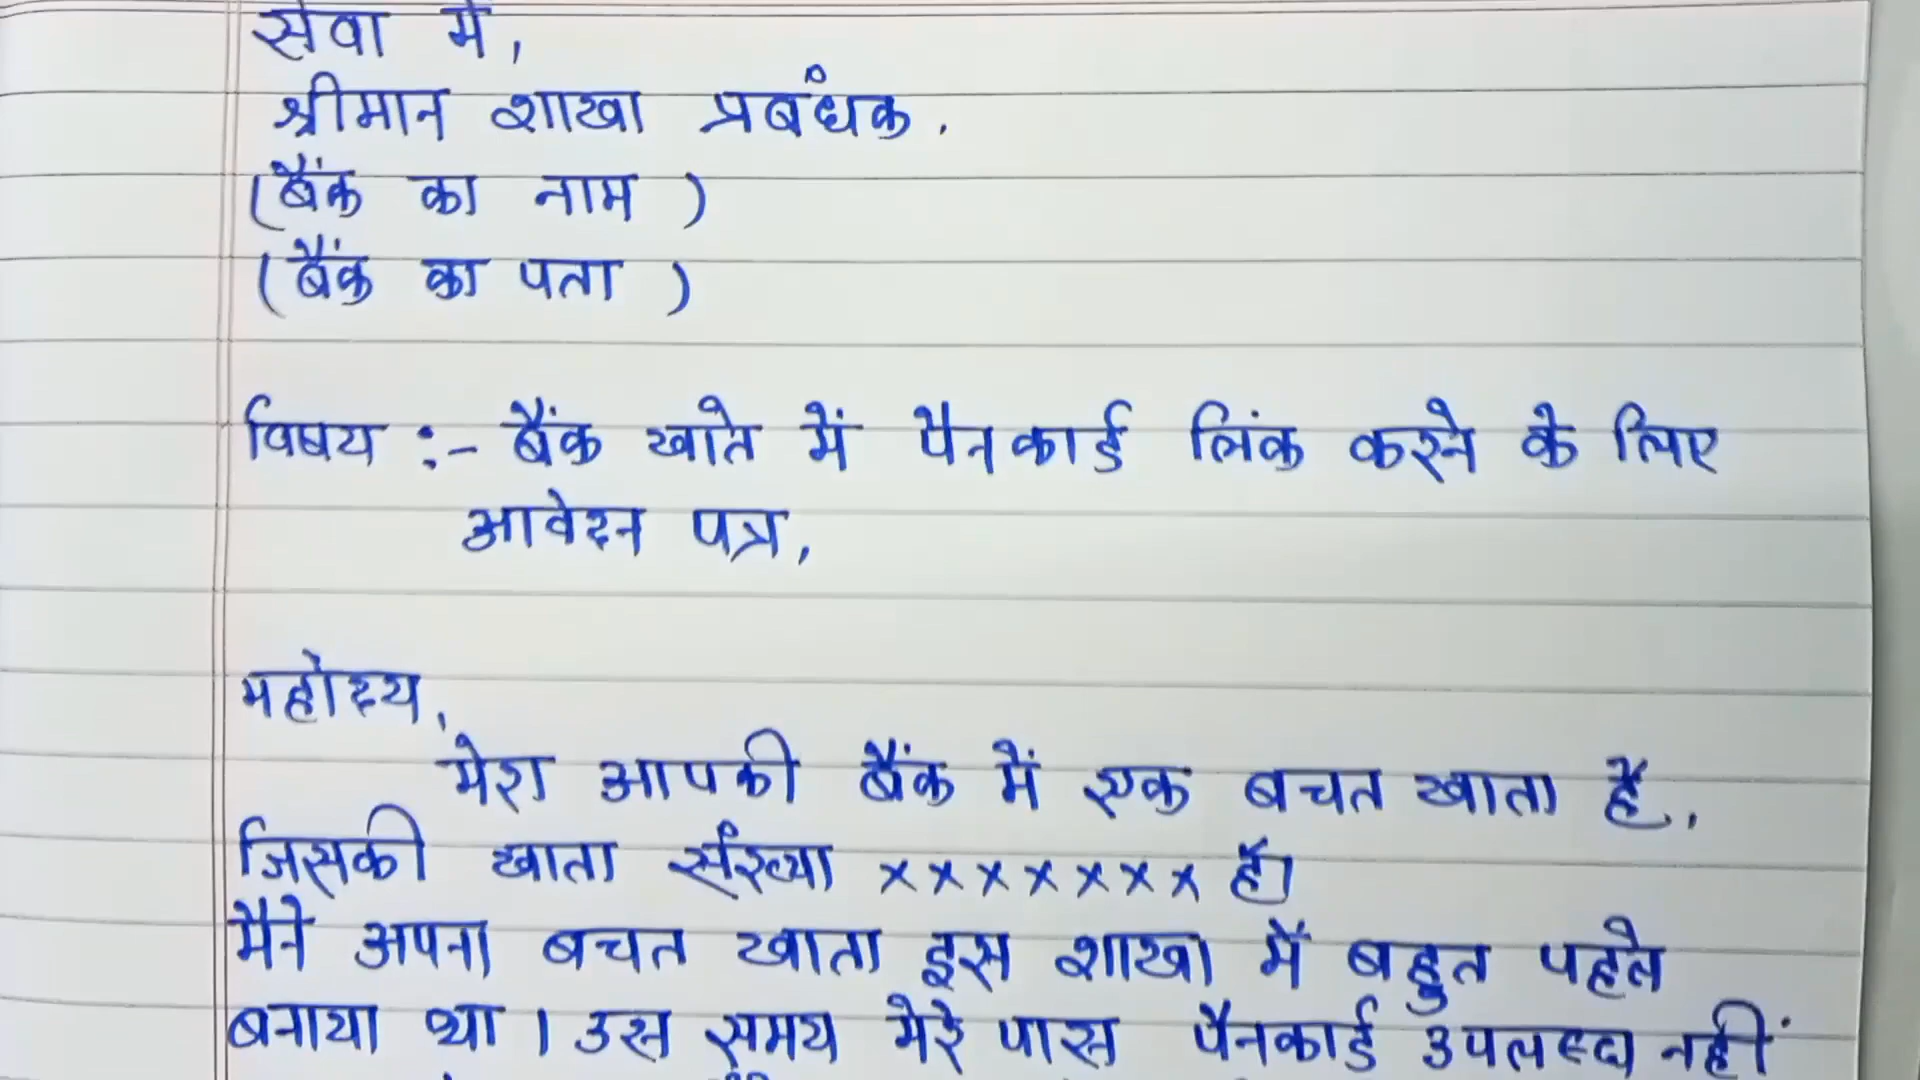 सेवा में,
श्रीमान शाखा प्रबंधक,
(बैंक का नाम )
(बैंक का पता )
विषय :- बैंक खाते में पैनकार्ड लिंक करने के लिए
आवेदन पत्र,
महोदय,
मेरा आपकी बैंक में एक बचत खाता है,
जिसकी खाता संख्या ××××××× है।
मैंने अपना बचत खाता इस शाखा में बहुत पहले
बनाया था । उस समय मेरे पास पैनकार्ड उपलब्ध नहीं